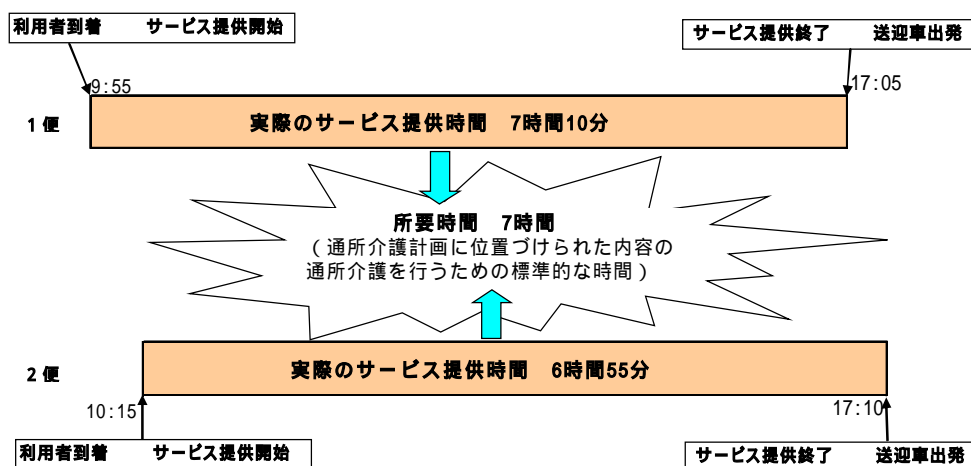 利用者到着 サービス提供開始
サービス提供終了 送迎車出発
9:55
17:05
1便
実際のサービス提供時間 7時間10分
所要時間 7時間
(通所介護計画に位置づけられた内容の
通所介護を行うための標準的な時間)
2便
実際のサービス提供時間 6時間55分
10:15
17:10
利用者到着 サービス提供開始
サービス提供終了 送迎車出発